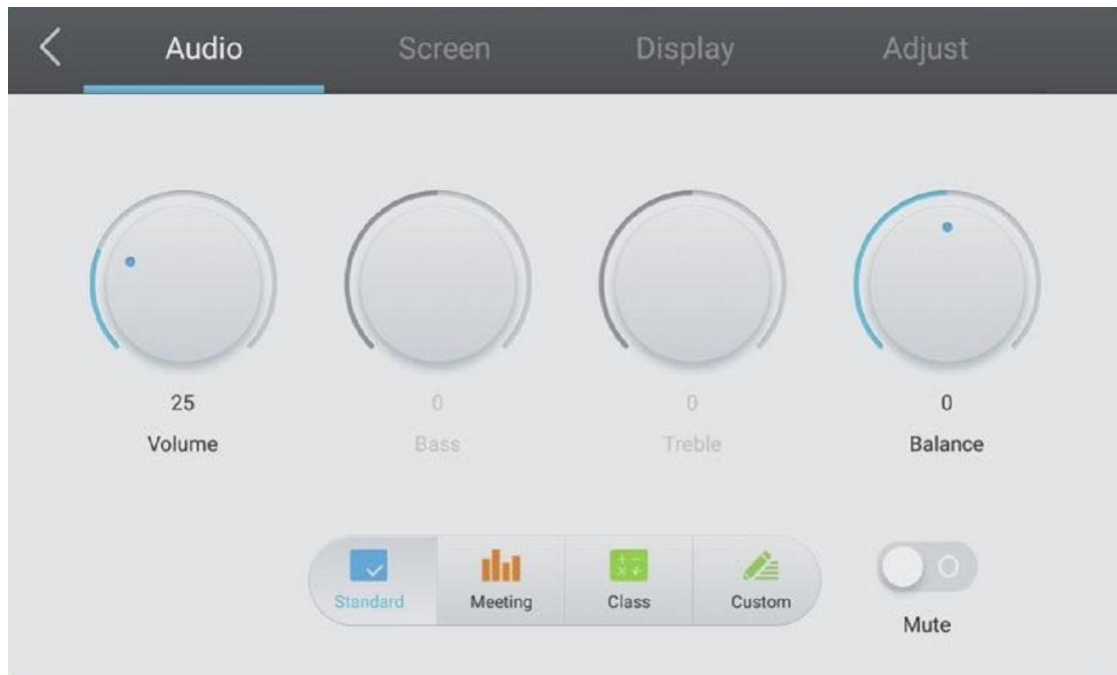 Audio Screen Display Adjust
25 0 0 0
Volume Bass Treble Balance
Standard Meeting Class Custom
Mute